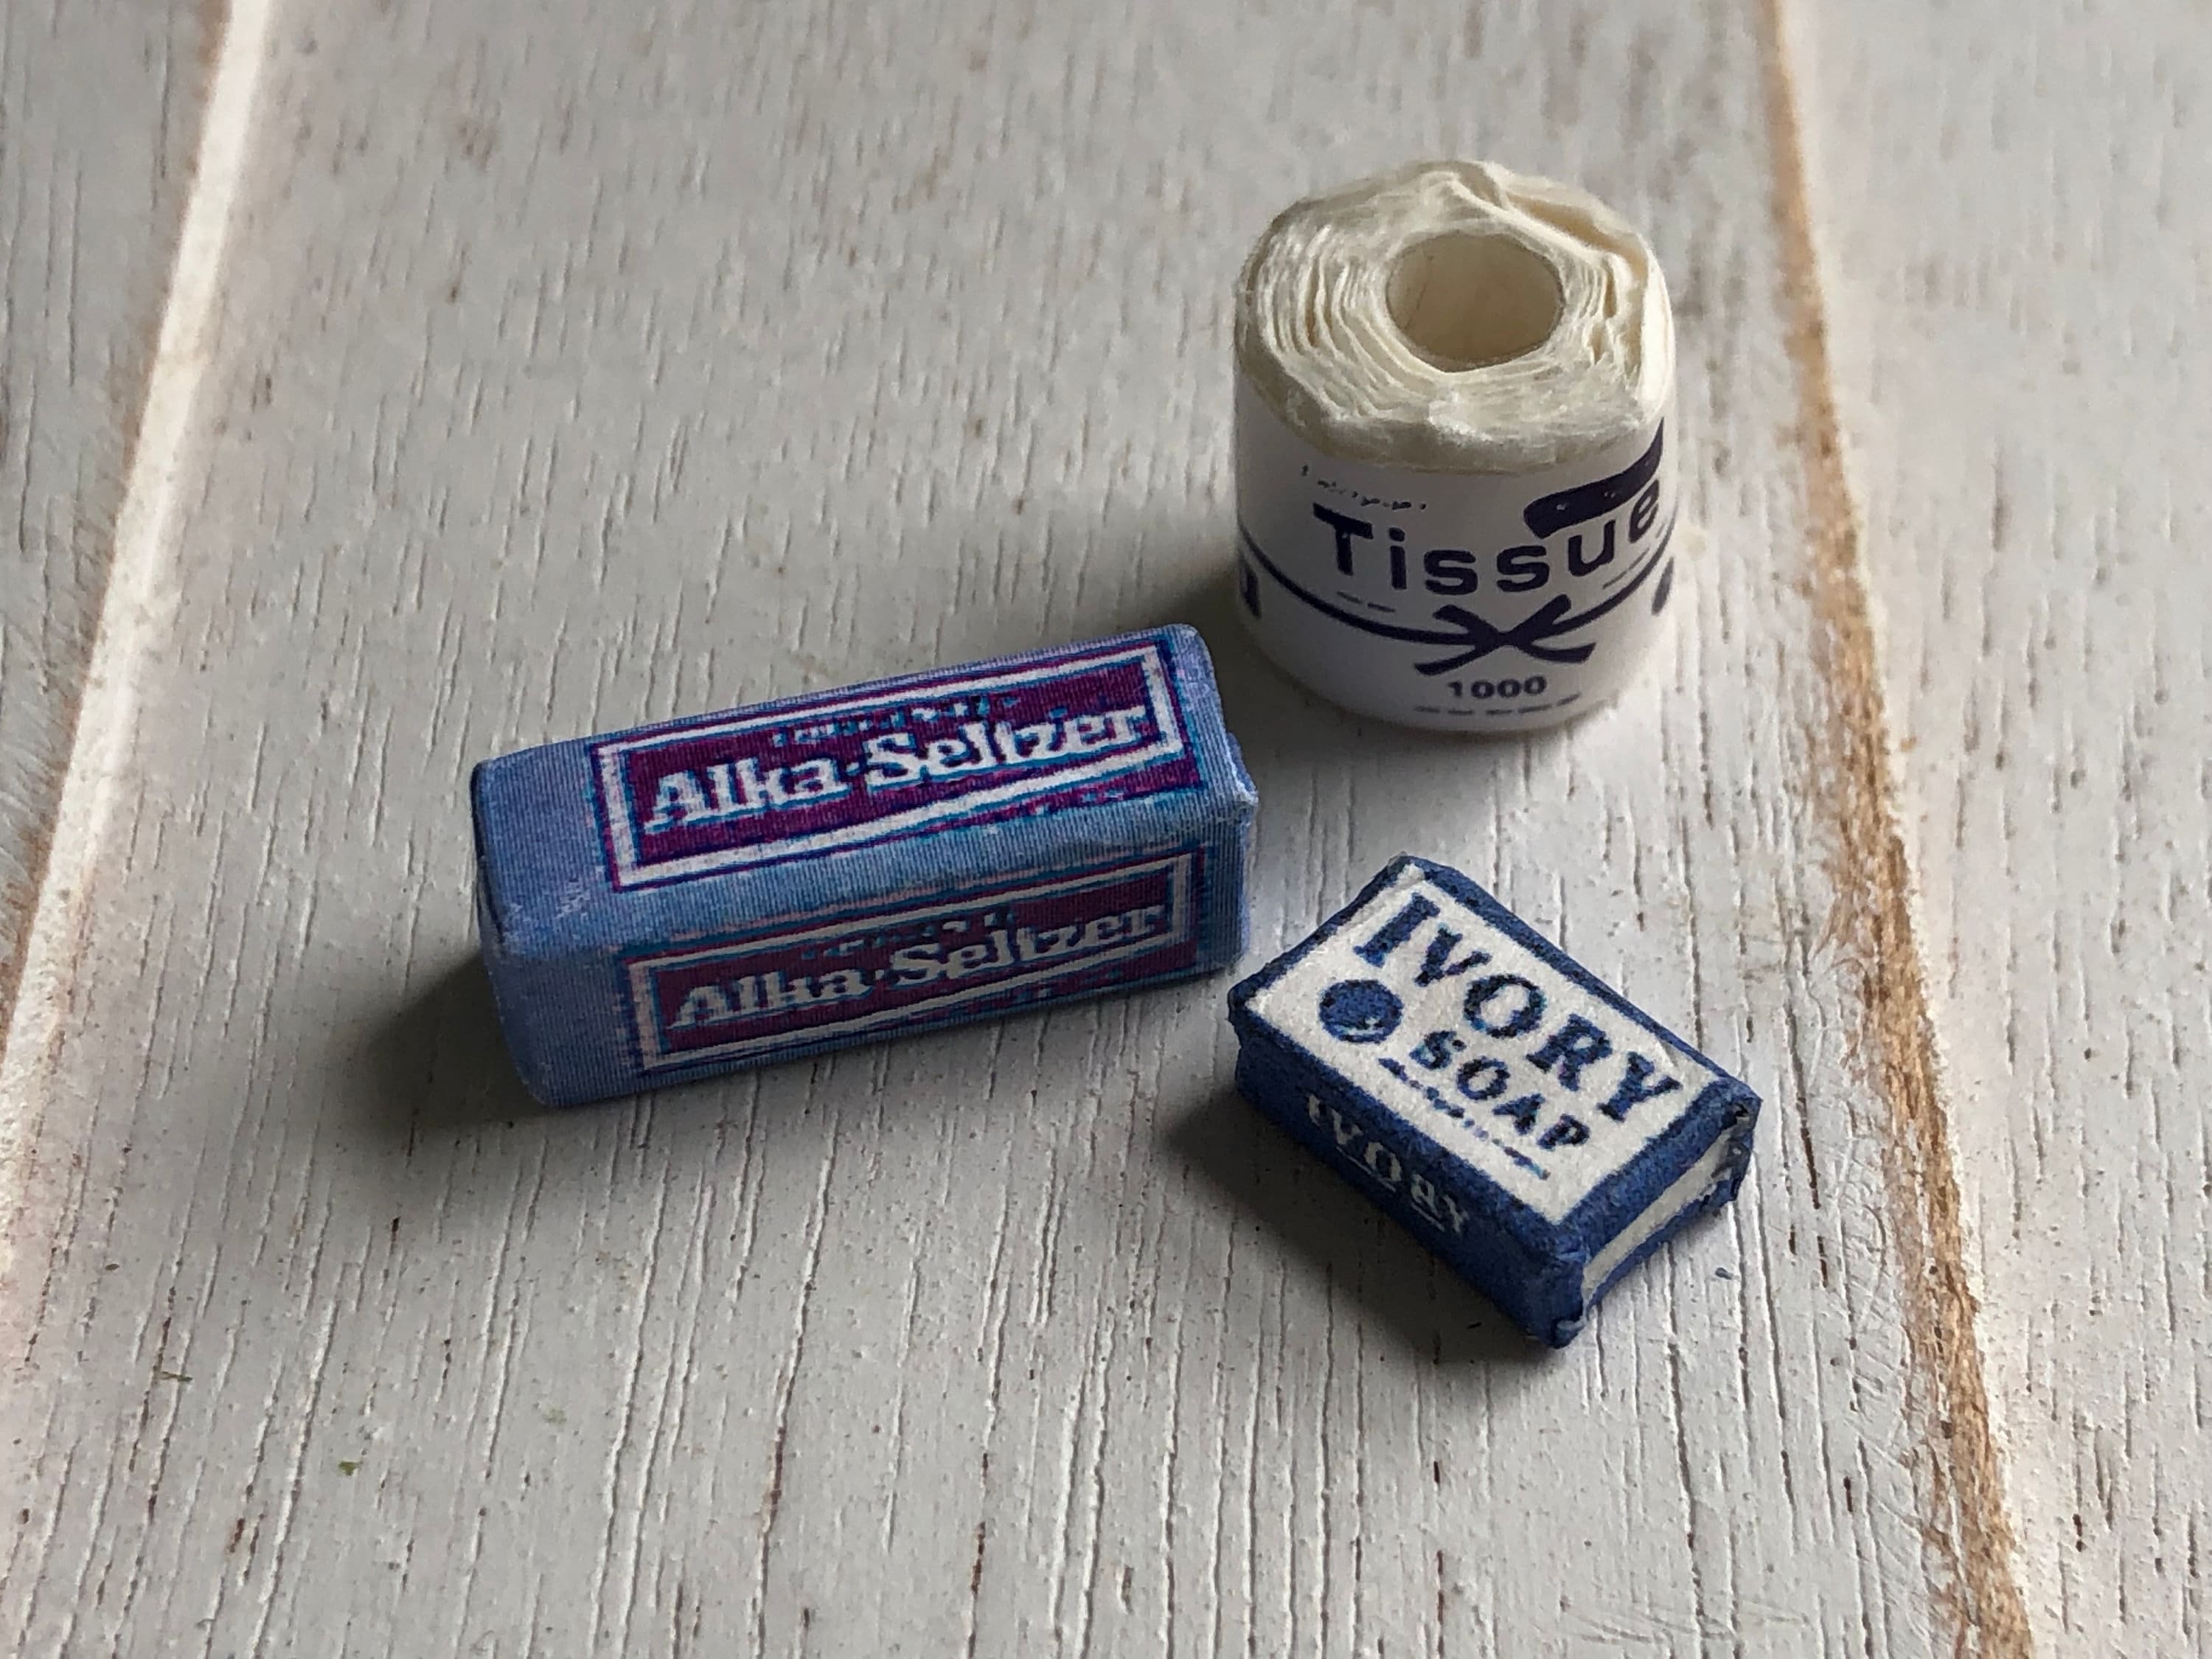 Tissue
1000
Alka-Seltzer
Alka-Seltzer
IVORY
SOAP
IVORY